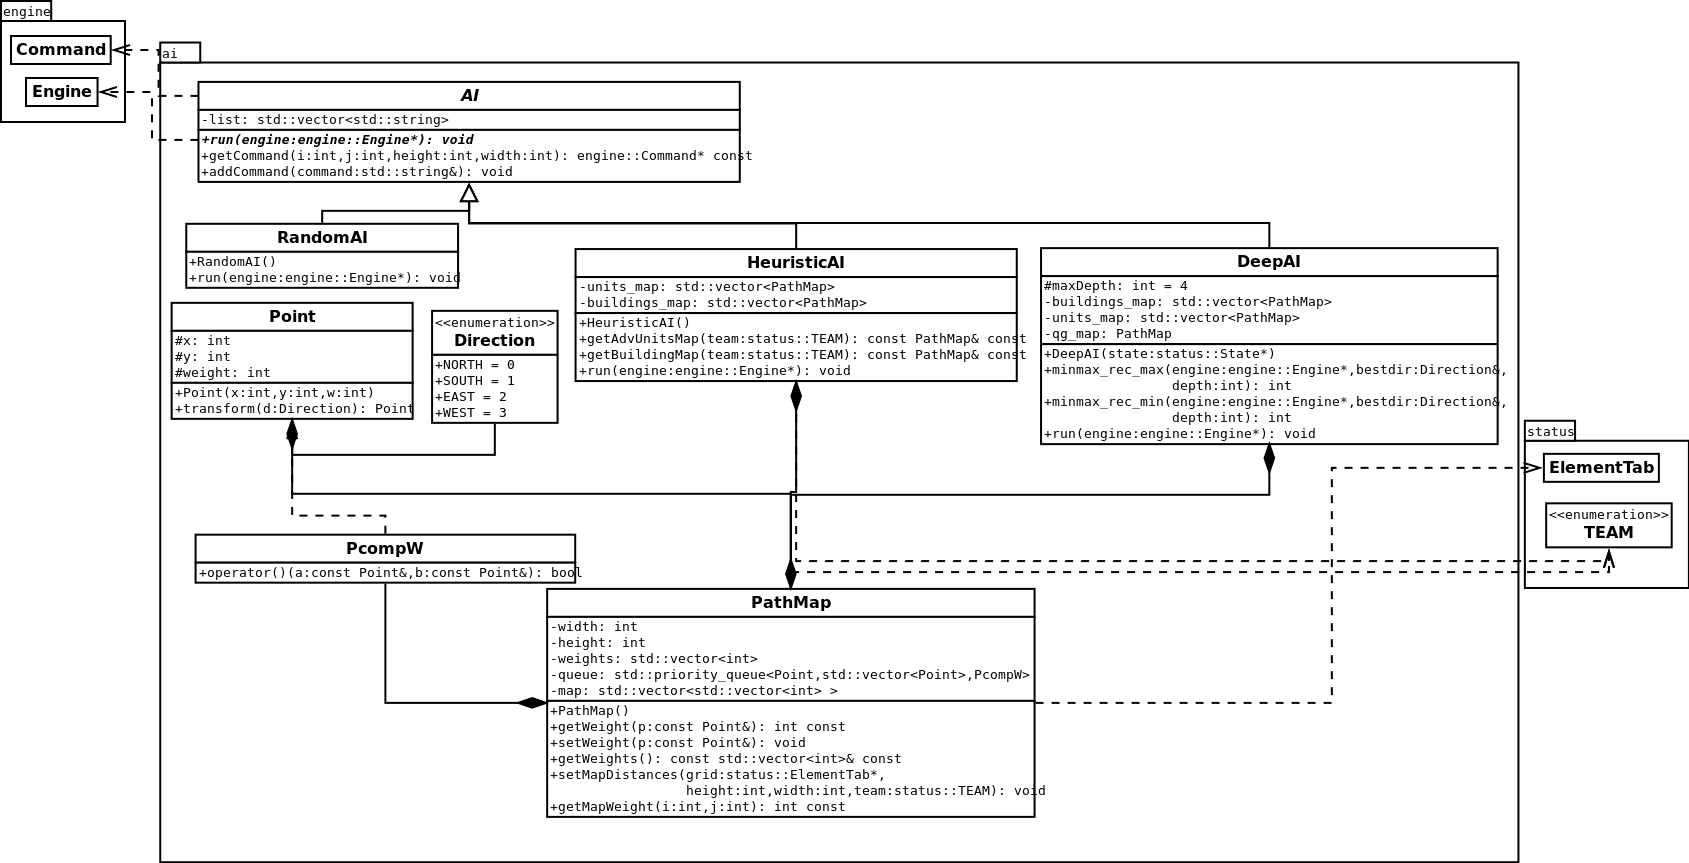 engine
Command
Engine
ai
AI
-list: std::vector<std::string>
+run(engine:engine::Engine*): void
+getCommand(i:int,j:int,height:int,width:int): engine::Command* const
+addCommand(command:std::string&): void
RandomAI
+RandomAI()
+run(engine:engine::Engine*): void
HeuristicAI
-units_map: std::vector<PathMap>
-buildings_map: std::vector<PathMap>
+HeuristicAI()
+getAdvUnitsMap(team:status::TEAM): const PathMap& const
+getBuildingMap(team:status::TEAM): const PathMap& const
+run(engine:engine::Engine*): void
DeepAI
#maxDepth: int = 4
-buildings_map: std::vector<PathMap>
-units_map: std::vector<PathMap>
-qg_map: PathMap
+DeepAI(state:status::State*)
+minmax_rec_max(engine:engine::Engine*,bestdir:Direction&,
depth:int): int
+minmax_rec_min(engine:engine::Engine*,bestdir:Direction&,
depth:int): int
+run(engine:engine::Engine*): void
Point
#x: int
#y: int
#weight: int
+Point(x:int,y:int,w:int)
+transform(d:Direction): Point
<<enumeration>>
Direction
+NORTH = 0
+SOUTH = 1
+EAST = 2
+WEST = 3
status
ElementTab
<<enumeration>>
TEAM
PcompW
+operator()(a:const Point&,b:const Point&): bool
PathMap
-width: int
-height: int
-weights: std::vector<int>
-queue: std::priority_queue<Point,std::vector<Point>,PcompW>
-map: std::vector<std::vector<int> >
+PathMap()
+getWeight(p:const Point&): int const
+setWeight(p:const Point&): void
+getWeights(): const std::vector<int>& const
+setMapDistances(grid:status::ElementTab*,
height:int,width:int,team:status::TEAM): void
+getMapWeight(i:int,j:int): int const